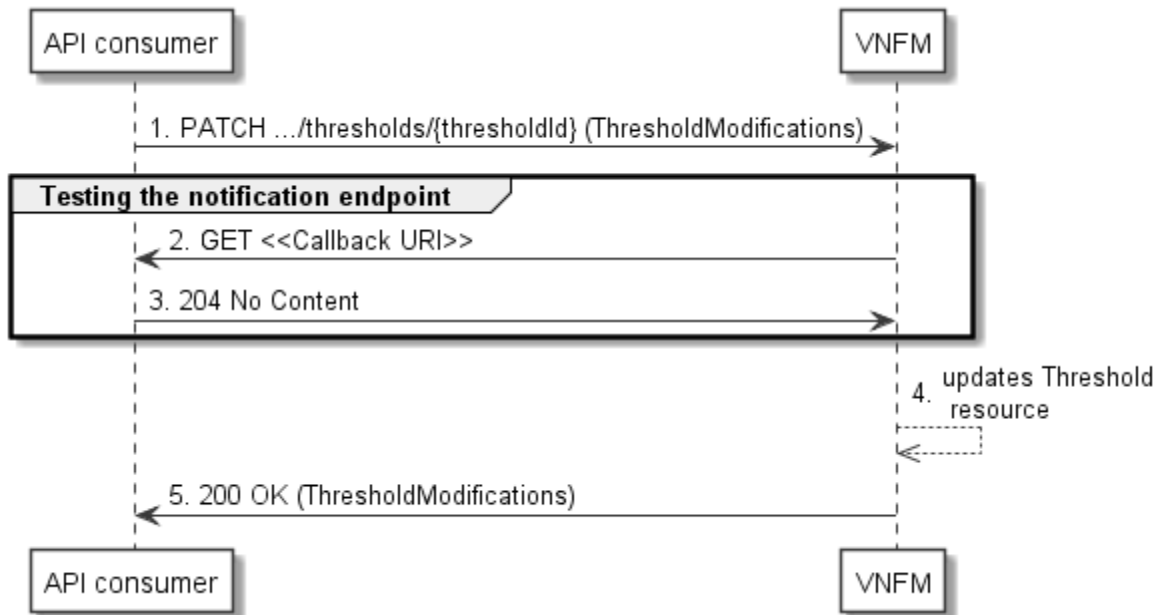 API consumer
VNFM
1. PATCH .../thresholds/{thresholdId} (ThresholdModifications)
Testing the notification endpoint
2. GET <<Callback URI>>
3. 204 No Content
4. updates Threshold
resource
5. 200 OK (ThresholdModifications)
API consumer
VNFM